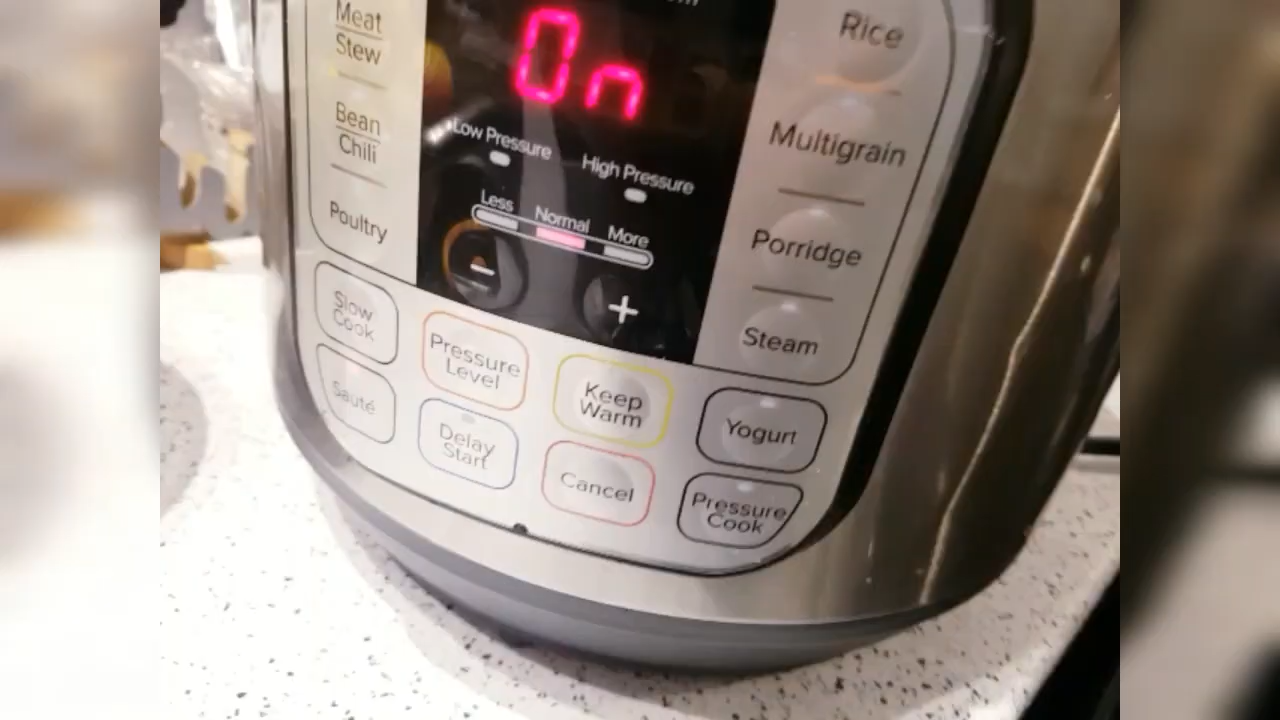 Meat
Stew
Bean
Chili
Poultry
On
Low Pressure
High Pressure
Less
Normal
More
-
+
Rice
Multigrain
Porridge
Steam
Slow
Cook
Pressure
Level
Keep
Warm
Yogurt
Sauté
Delay
Start
Cancel
Pressure
Cook